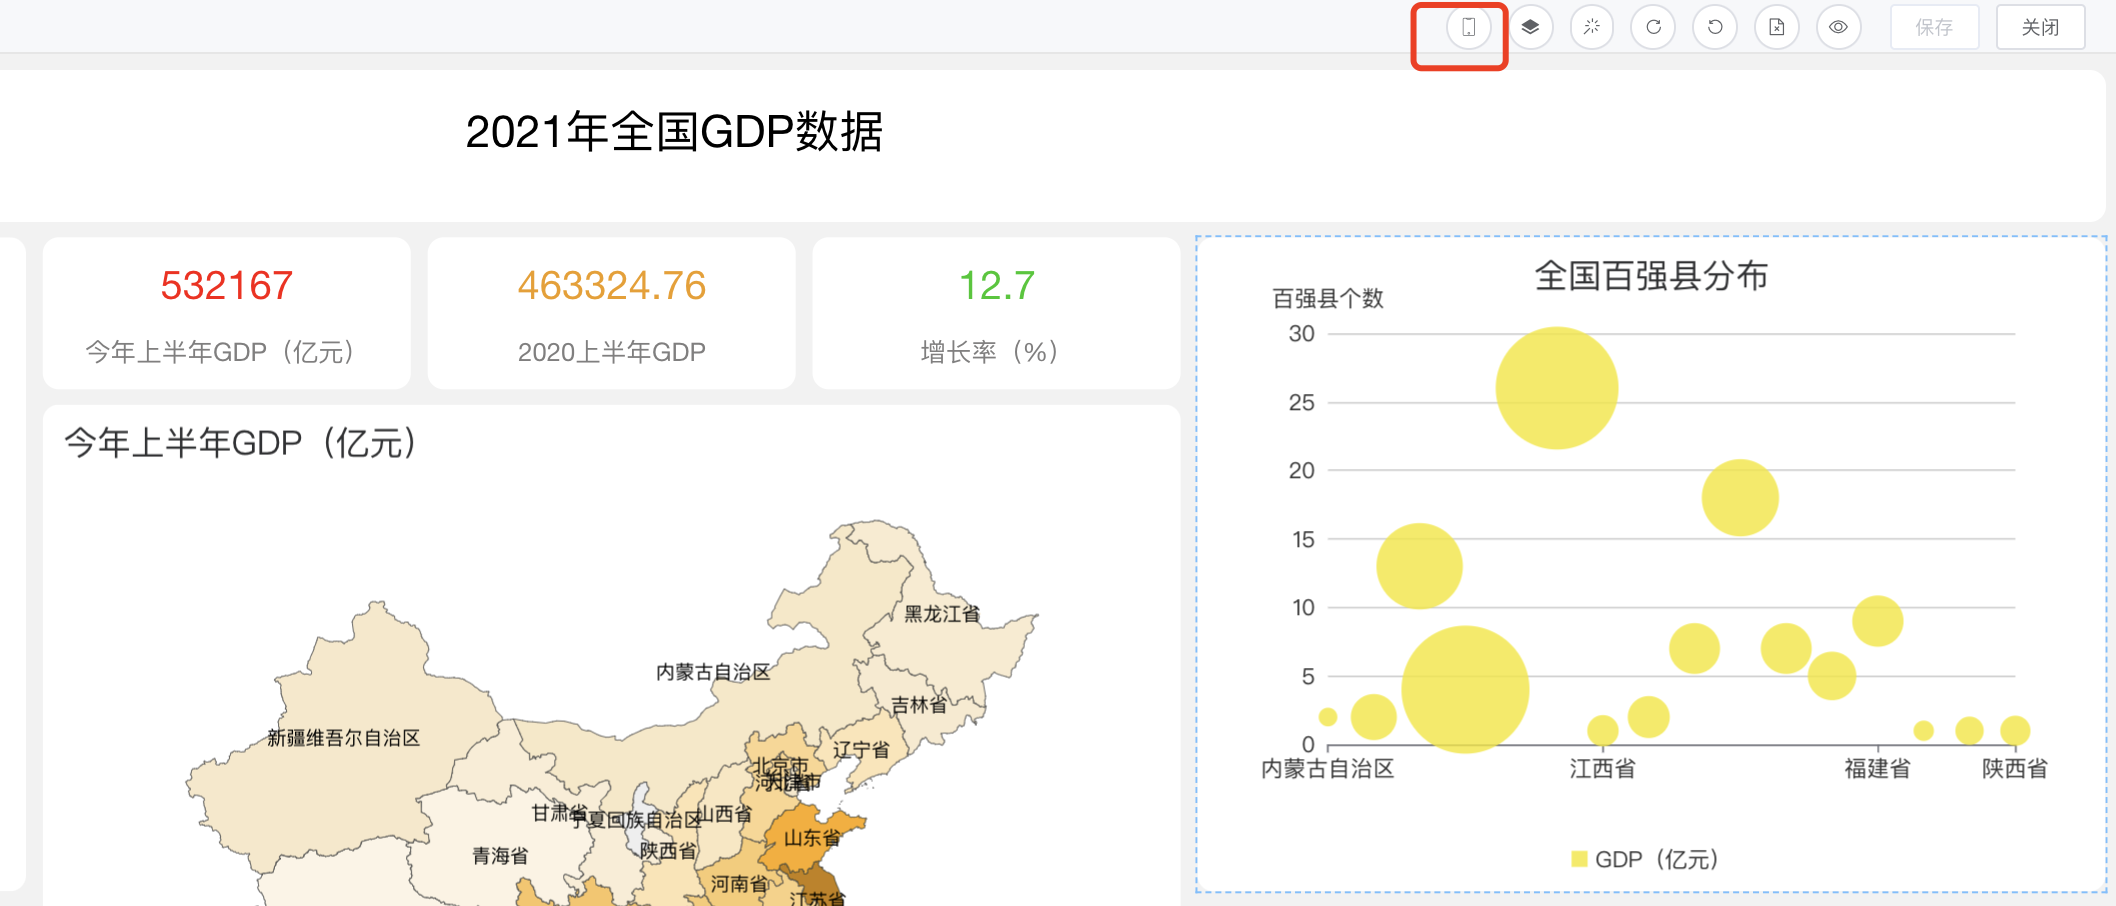 保存
关闭
2021年全国GDP数据
532167
今年上半年GDP（亿元）
463324.76
2020上半年GDP
12.7
增长率（%）
今年上半年GDP（亿元）
黑龙江省
内蒙古自治区
吉林省
新疆维吾尔自治区
辽宁省
北京市
甘肃省
宁夏回族自治区
山西省
山东省
陕西省
青海省
河南省
江苏省
全国百强县分布
百强县个数
30
25
20
15
10
5
0
内蒙古自治区
江西省
福建省
陕西省
GDP（亿元）